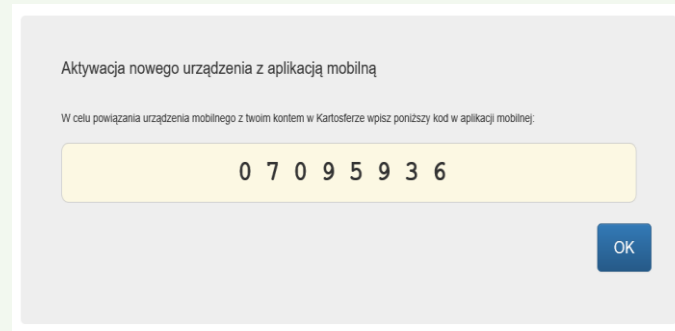 Aktywacja nowego urządzenia z aplikacją mobilną
W celu powiązania urządzenia mobilnego z twoim kontem w Kartosferze wpisz poniższy kod w aplikacji mobilnej:
0 7 0 9 5 9 3 6
OK